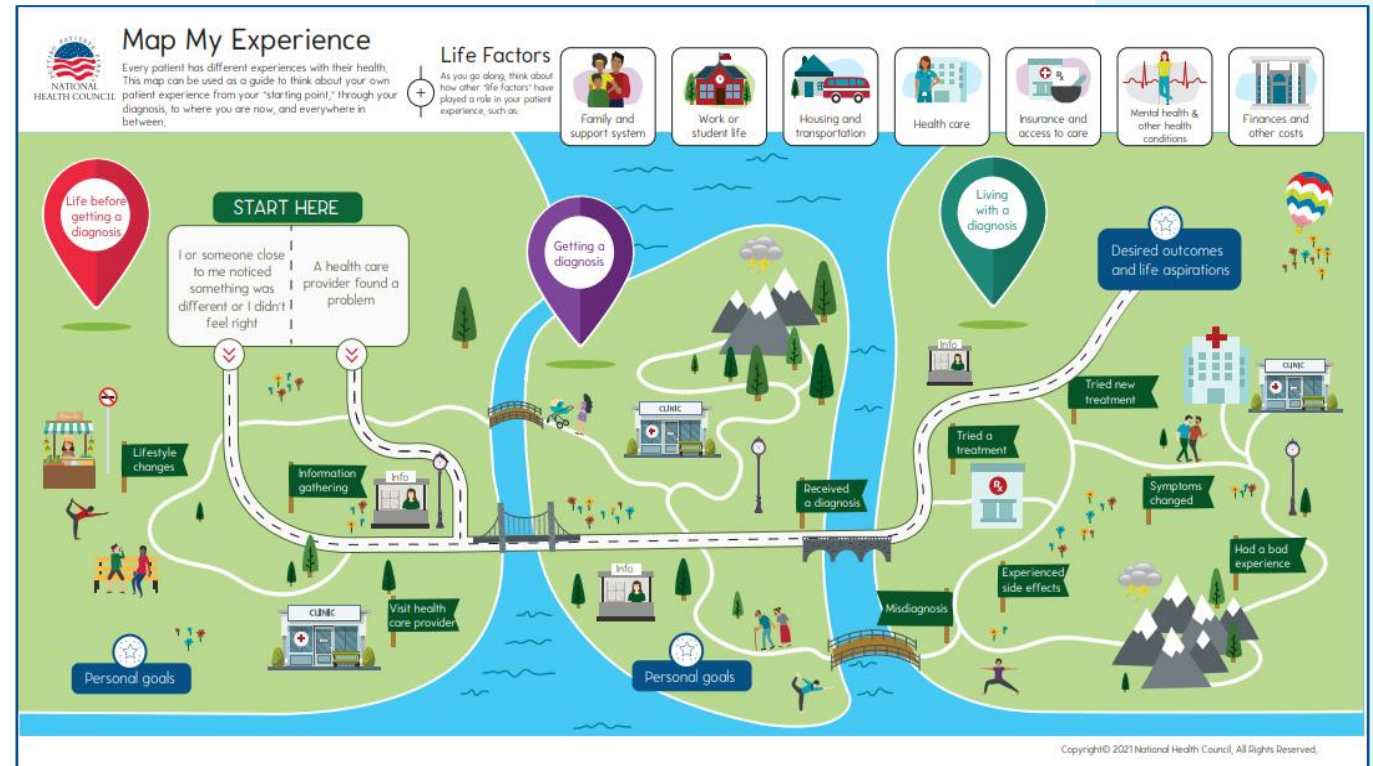 PUTTING PATIENTS FIRST
NATIONAL
HEALTH COUNCIL
Map My Experience
Every patient has different experiences with their health.
This map can be used as a guide to think about your own
patient experience from your "starting point," through your
diagnosis, to where you are now, and everywhere in
between.
Life Factors
As you go along, think about
how other "life factors" have
played a role in your patient
experience, such as:
Family and
support system
Work or
student life
Housing and
transportation
Health care
Insurance and
access to care
Mental health &
other health
conditions
Finances and
other costs
Life before
getting a
diagnosis
START HERE
I or someone close
to me noticed
something was
different or I didn't
feel right
A health care
provider found a
problem
Getting a
diagnosis
Living
with a
diagnosis
Desired outcomes
and life aspirations
Info
CLINIC
Tried new
treatment
CLINIC
Lifestyle
changes
Information
gathering
Info
Tried a
treatment
Rx
Received
a diagnosis
Symptoms
changed
Info
Had a bad
experience
Experienced
side effects
CLINIC
Visit health
care provider
Misdiagnosis
Personal goals
Personal goals
Copyright© 2021 National Health Council, All Rights Reserved.